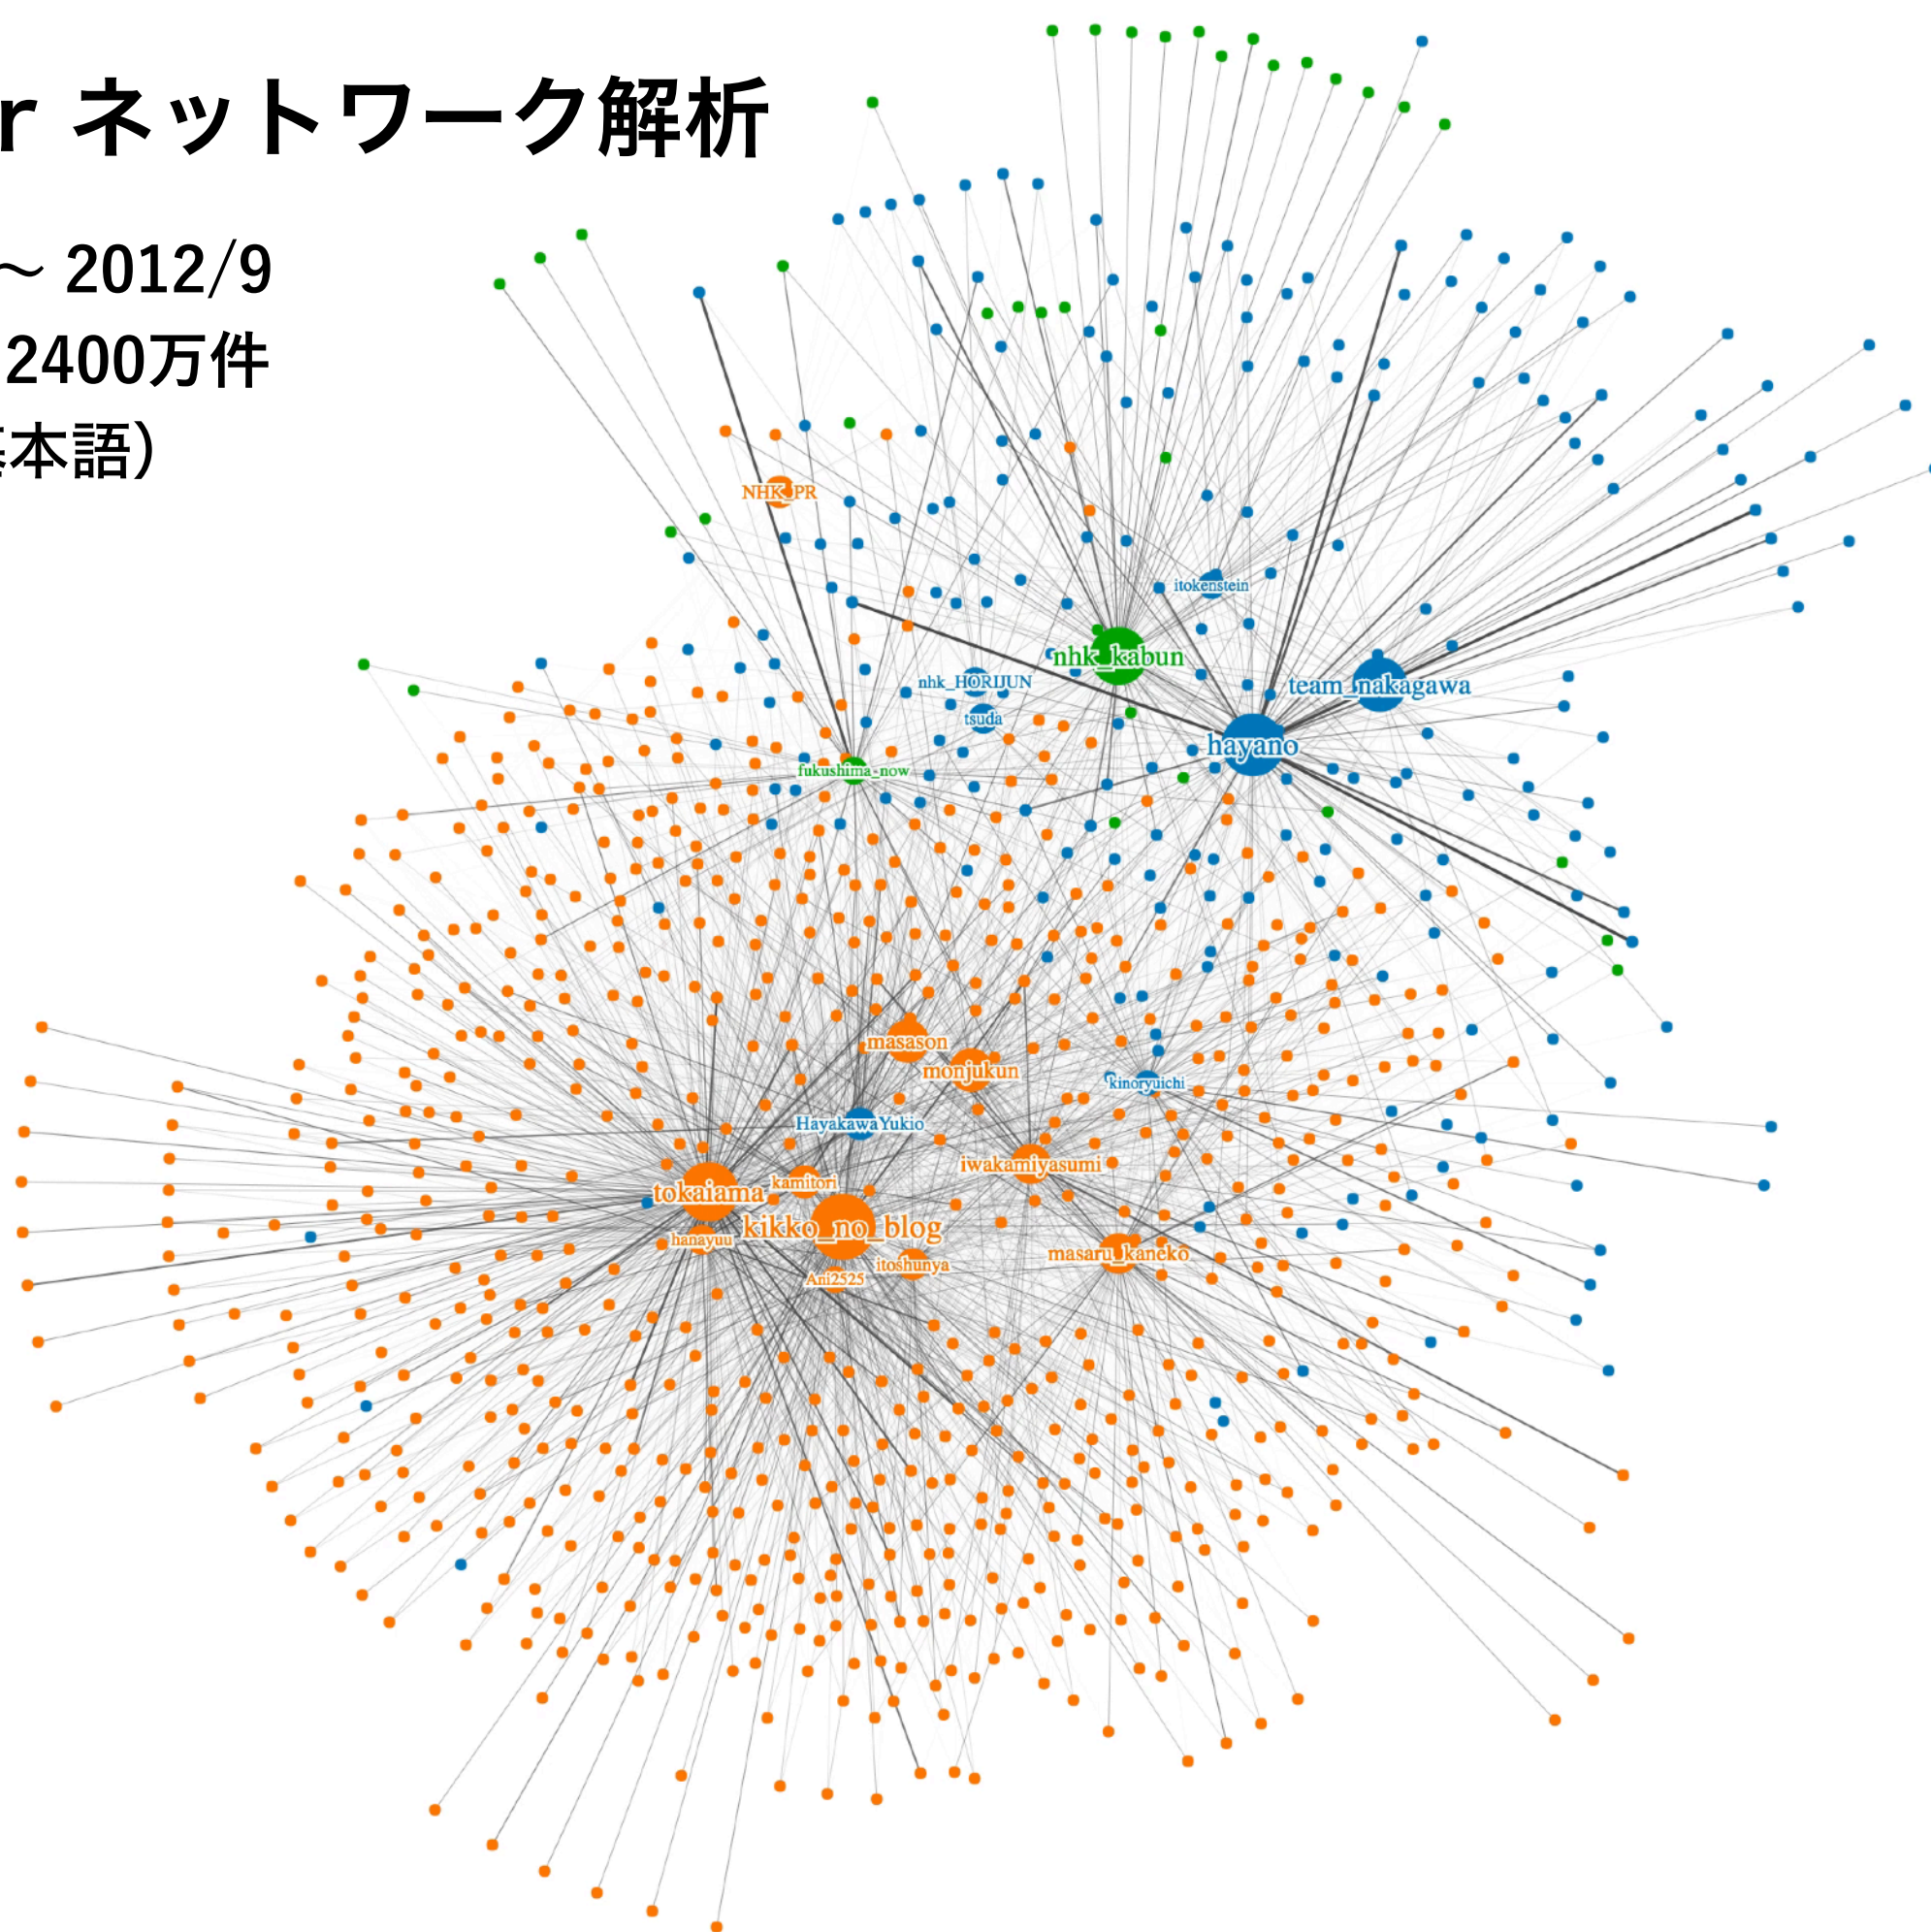 r ネットワーク解析
～ 2012/9
2400万件
本語）
NHK_PR
itokenstein
nhk_kabun
nhk_HORIJUN
team_nakagawa
tsuda
hayano
fukushima_now
masason
monjukun
kinoryuichi
HayakawaYukio
iwakamiyasumi
kamitori
tokaiama
kikko_no_blog
hanayuu
masaru_kaneko
itoshunya
Ani2525